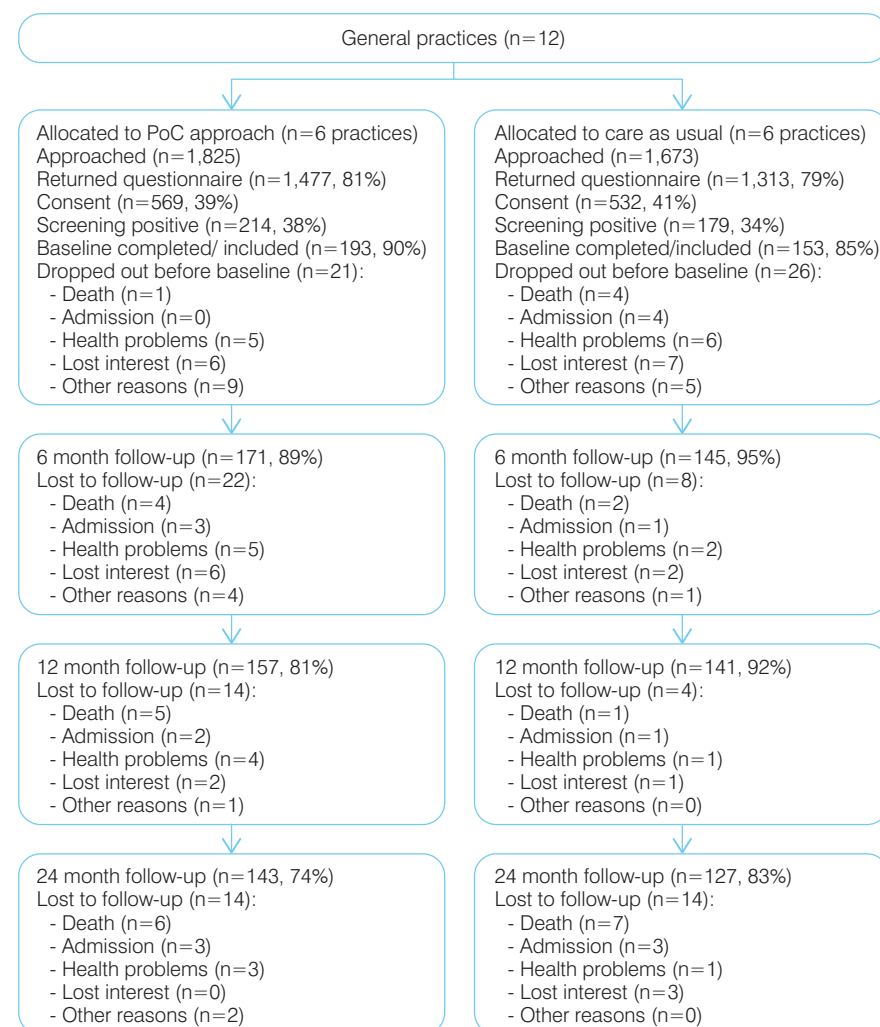 General practices (n=12)
Allocated to PoC approach (n=6 practices)
Approached (n=1,825)
Returned questionnaire (n=1,477, 81%)
Consent (n=569, 39%)
Screening positive (n=214, 38%)
Baseline completed/ included (n=193, 90%)
Dropped out before baseline (n=21):
- Death (n=1)
- Admission (n=0)
- Health problems (n=5)
- Lost interest (n=6)
- Other reasons (n=9)
Allocated to care as usual (n=6 practices)
Approached (n=1,673)
Returned questionnaire (n=1,313, 79%)
Consent (n=532, 41%)
Screening positive (n=179, 34%)
Baseline completed/included (n=153, 85%)
Dropped out before baseline (n=26):
- Death (n=4)
- Admission (n=4)
- Health problems (n=6)
- Lost interest (n=7)
- Other reasons (n=5)
6 month follow-up (n=171, 89%)
Lost to follow-up (n=22):
- Death (n=4)
- Admission (n=3)
- Health problems (n=5)
- Lost interest (n=6)
- Other reasons (n=4)
6 month follow-up (n=145, 95%)
Lost to follow-up (n=8):
- Death (n=2)
- Admission (n=1)
- Health problems (n=2)
- Lost interest (n=2)
- Other reasons (n=1)
12 month follow-up (n=157, 81%)
Lost to follow-up (n=14):
- Death (n=5)
- Admission (n=2)
- Health problems (n=4)
- Lost interest (n=2)
- Other reasons (n=1)
12 month follow-up (n=141, 92%)
Lost to follow-up (n=4):
- Death (n=1)
- Admission (n=1)
- Health problems (n=1)
- Lost interest (n=1)
- Other reasons (n=0)
24 month follow-up (n=143, 74%)
Lost to follow-up (n=14):
- Death (n=6)
- Admission (n=3)
- Health problems (n=3)
- Lost interest (n=0)
- Other reasons (n=2)
24 month follow-up (n=127, 83%)
Lost to follow-up (n=14):
- Death (n=7)
- Admission (n=3)
- Health problems (n=1)
- Lost interest (n=3)
- Other reasons (n=0)